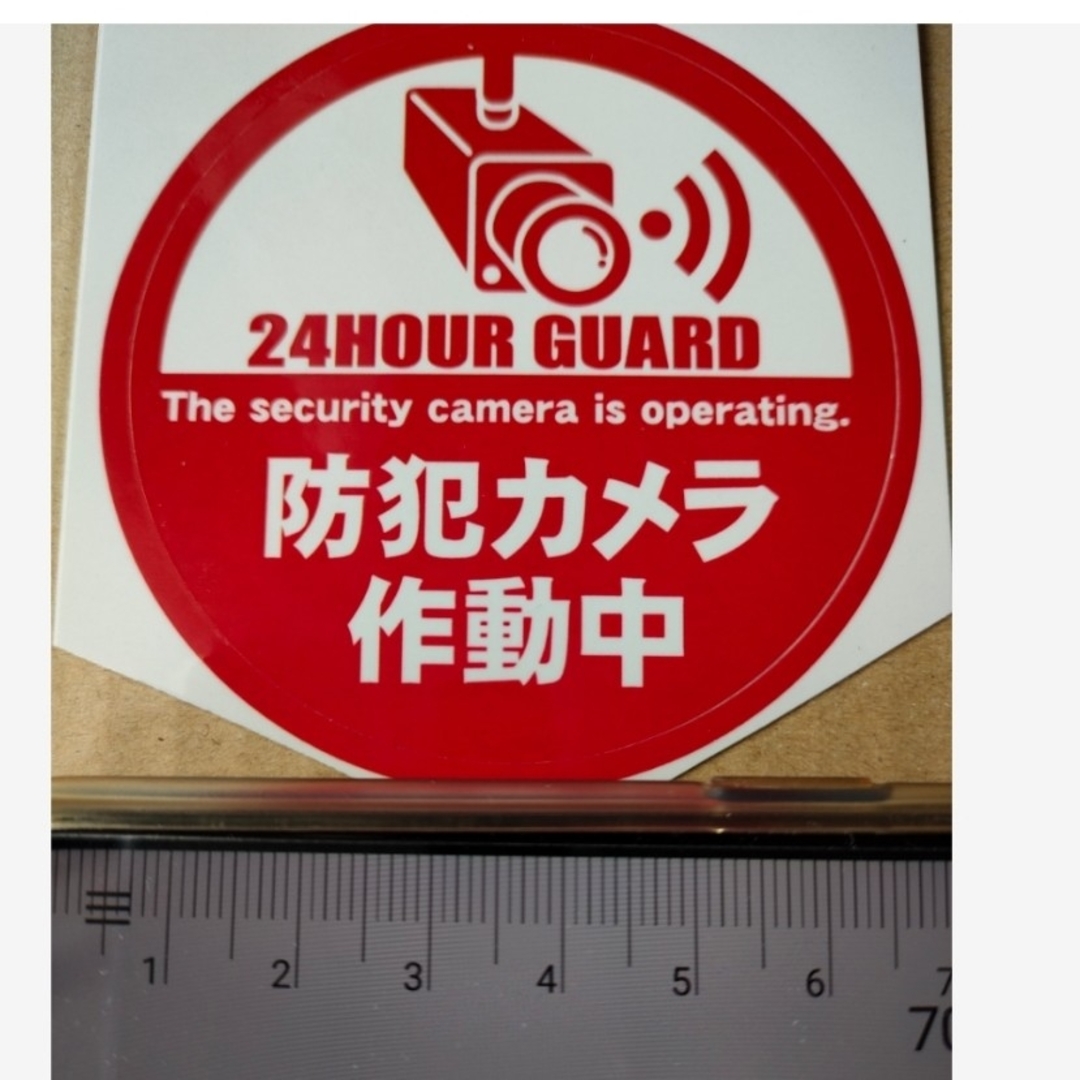 24HOUR GUARD
The security camera is operating.
防犯カメラ
作動中
1 2 3 4 5 6 7
70